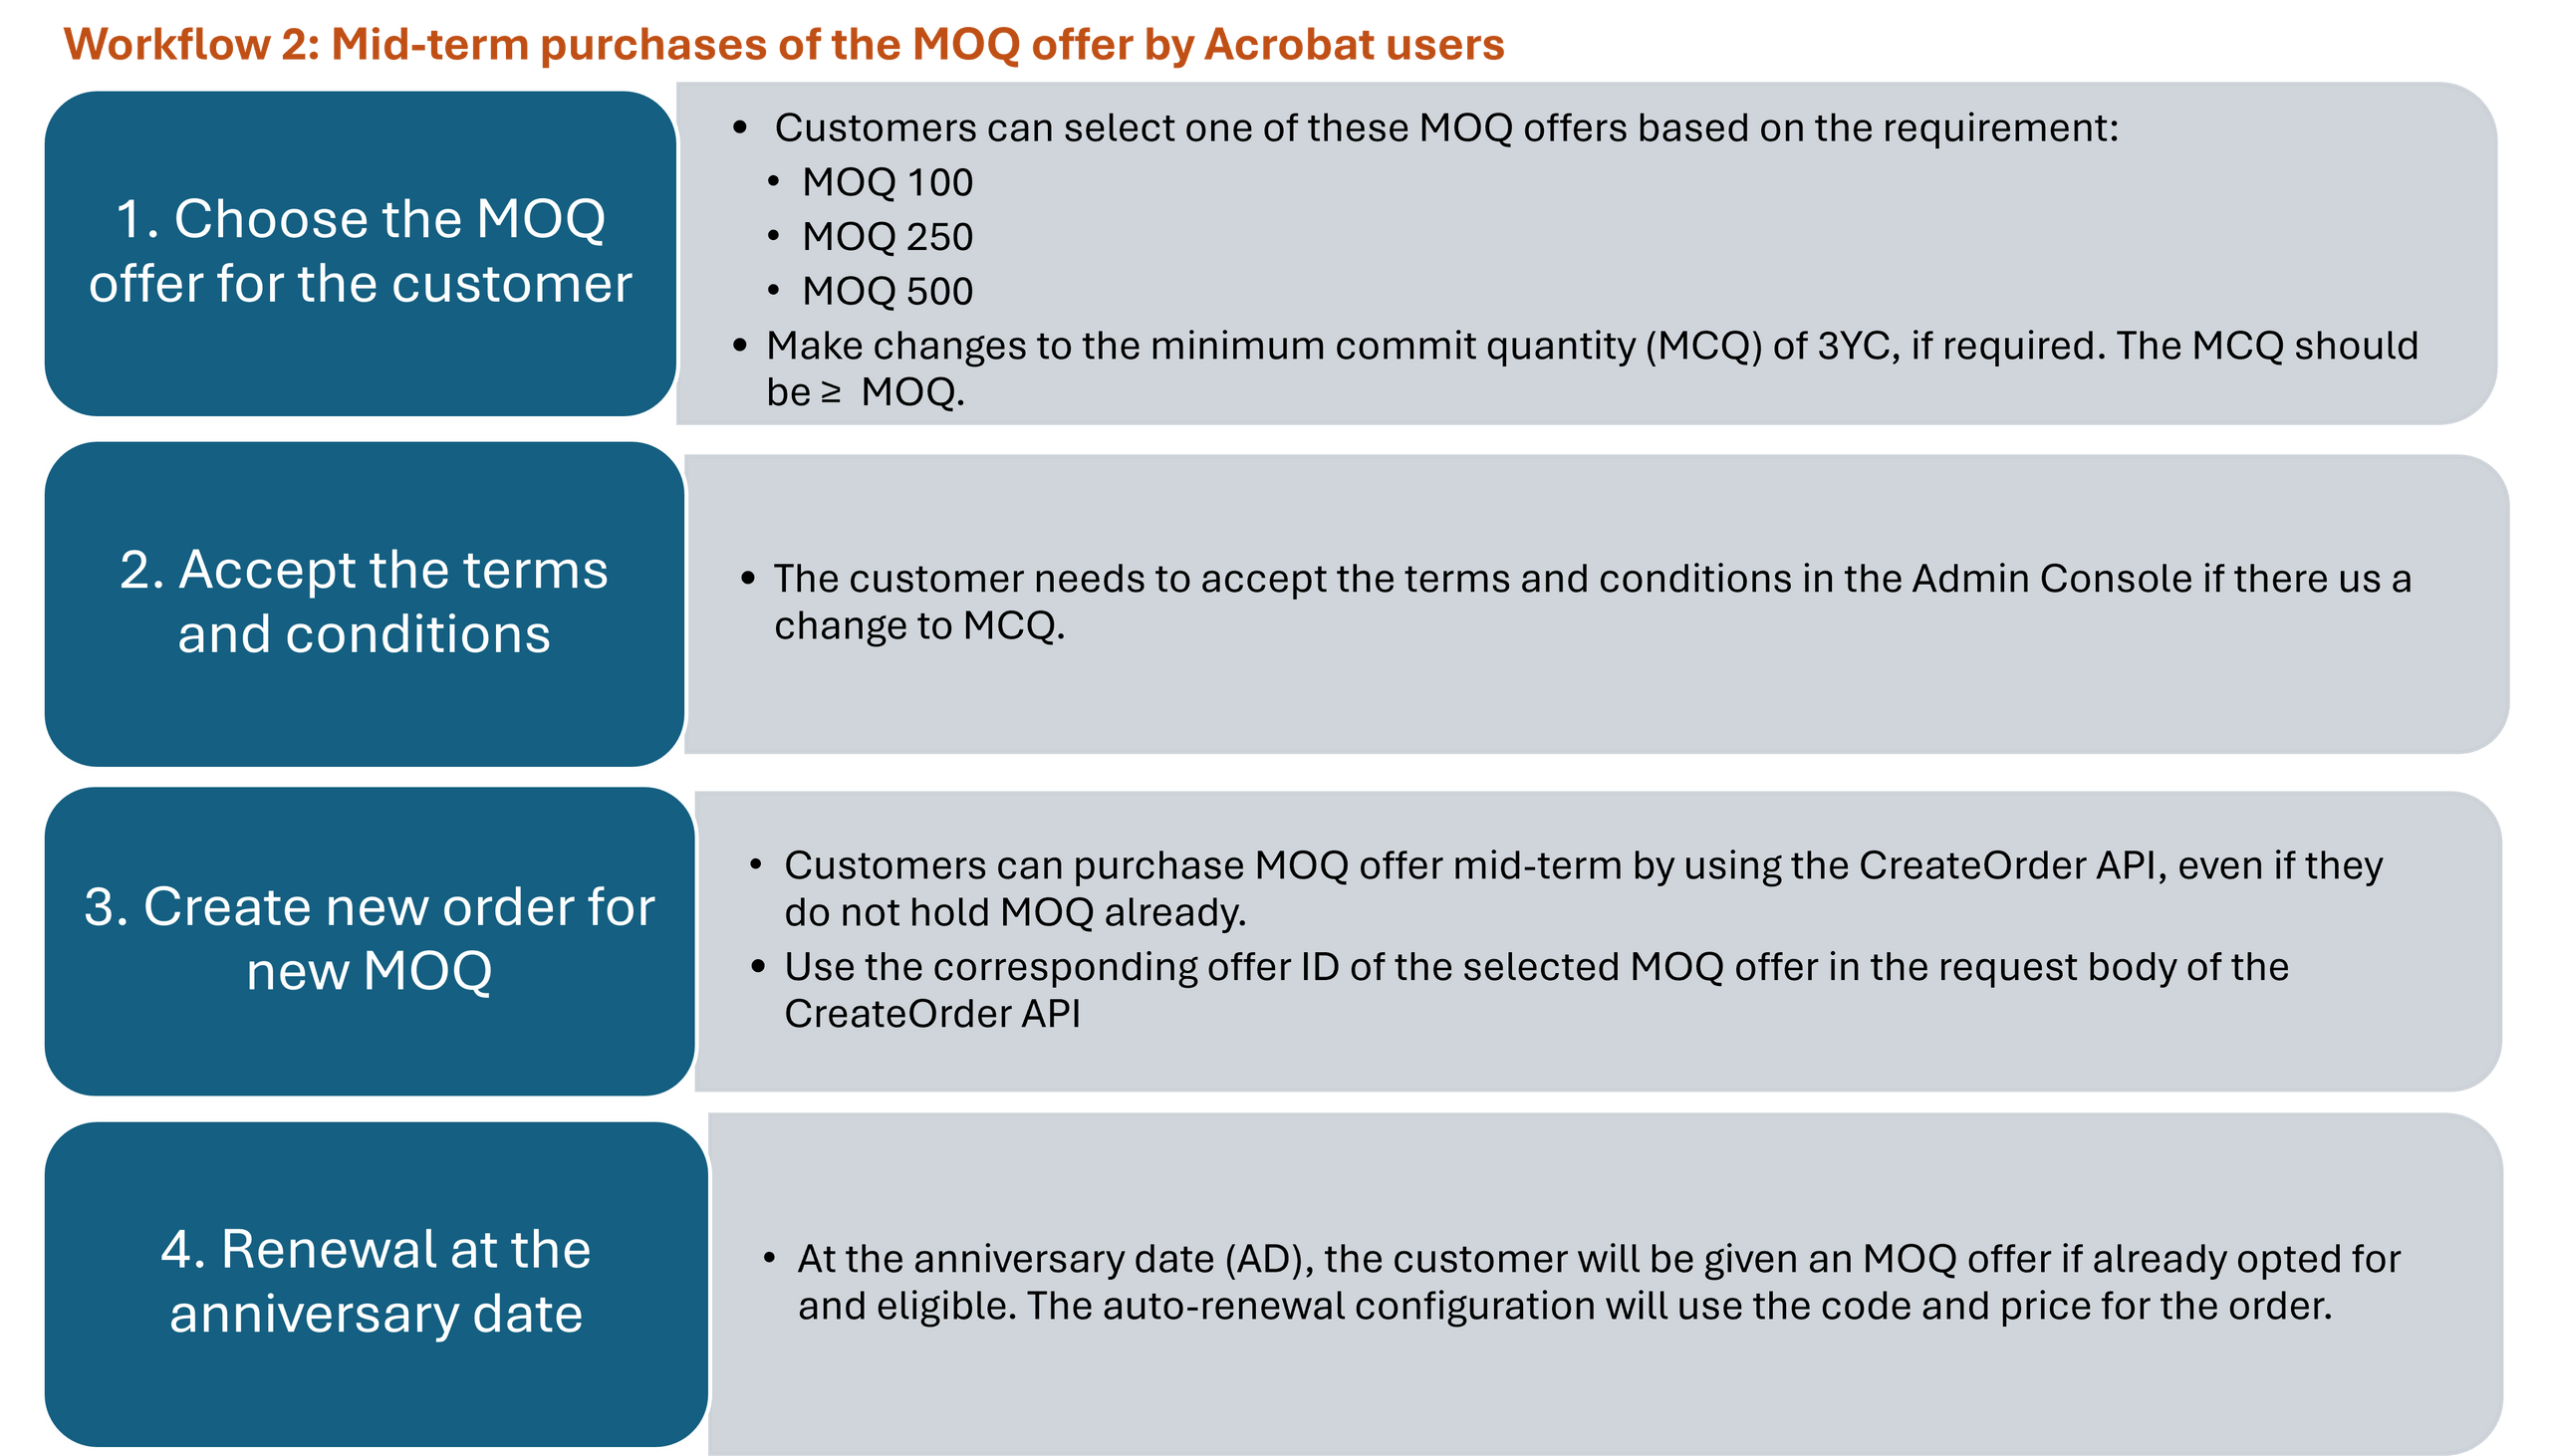 Workflow 2: Mid-term purchases of the MOQ offer by Acrobat users
1. Choose the MOQ
offer for the customer
• Customers can select one of these MOQ offers based on the requirement:
• MOQ 100
• MOQ 250
• MOQ 500
• Make changes to the minimum commit quantity (MCQ) of 3YC, if required. The MCQ should
be ≥ MOQ.
2. Accept the terms
and conditions
• The customer needs to accept the terms and conditions in the Admin Console if there us a
change to MCQ.
3. Create new order for
new MOQ
• Customers can purchase MOQ offer mid-term by using the CreateOrder API, even if they
do not hold MOQ already.
• Use the corresponding offer ID of the selected MOQ offer in the request body of the
CreateOrder API
4. Renewal at the
anniversary date
• At the anniversary date (AD), the customer will be given an MOQ offer if already opted for
and eligible. The auto-renewal configuration will use the code and price for the order.